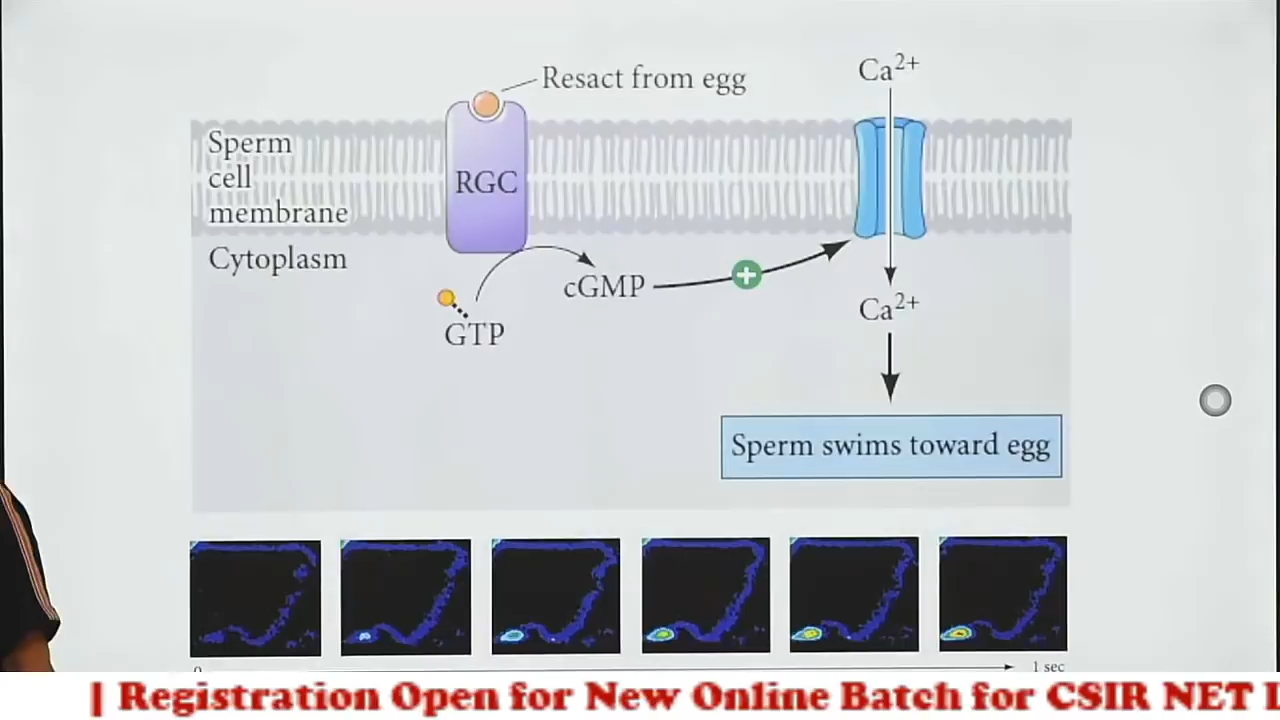 Resact from egg
Ca²⁺
Sperm
cell
membrane
RGC
Cytoplasm
cGMP
GTP
Ca²⁺
Sperm swims toward egg
0
1 sec
| Registration Open for New Online Batch for CSIR NET